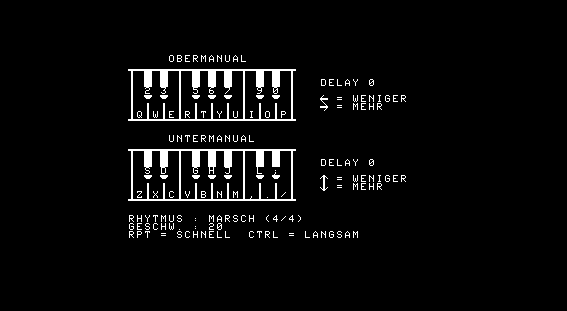 OBERMANUAL
2 3 5 6 7 9 0
Q W E R T Y U I O P
DELAY 0
← = WENIGER
→ = MEHR
UNTERMANUAL
S D G H J L ;
Z X C V B N M , . /
DELAY 0
↑ = WENIGER
↓ = MEHR
RHYTMUS : MARSCH (4/4)
GESCHW. : 20
RPT = SCHNELL CTRL = LANGSAM